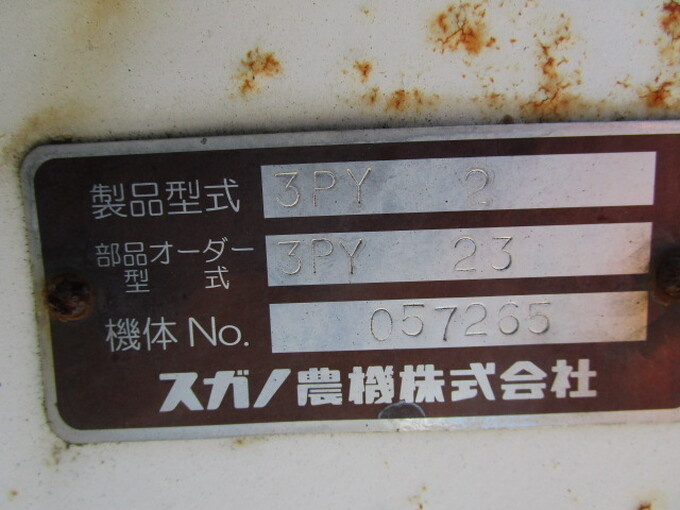 製品型式 3PY 2
部品オーダー型式 3PY 23
機体No. 057265
スガノ農機株式会社